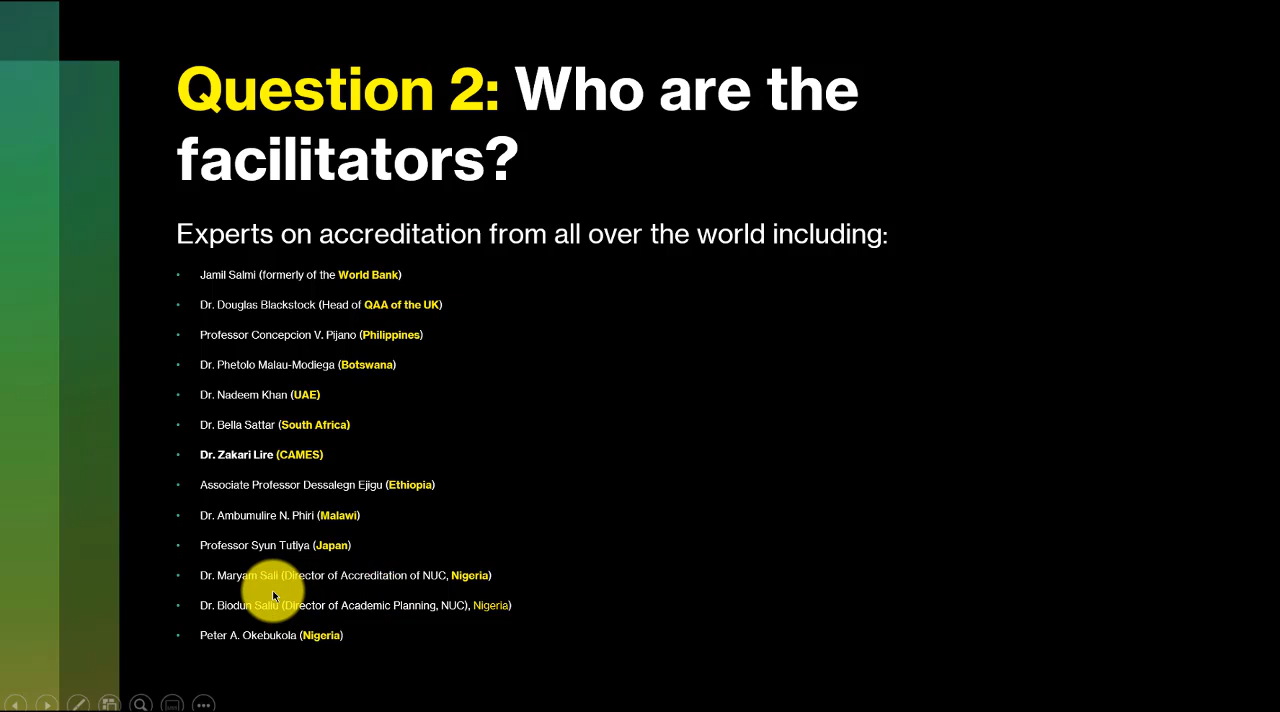 Question 2: Who are the
facilitators?
Experts on accreditation from all over the world including:
• Jamil Salmi (formerly of the World Bank)
• Dr. Douglas Blackstock (Head of QAA of the UK)
• Professor Concepcion V. Pijano (Philippines)
• Dr. Phetolo Malau-Modiega (Botswana)
• Dr. Nadeem Khan (UAE)
• Dr. Bella Sattar (South Africa)
• Dr. Zakari Lire (CAMES)
• Associate Professor Dessalegn Ejigu (Ethiopia)
• Dr. Ambumulire N. Phiri (Malawi)
• Professor Syun Tutiya (Japan)
• Dr. Maryam Sali (Director of Accreditation of NUC, Nigeria)
• Dr. Biodun Saliu (Director of Academic Planning, NUC), Nigeria)
• Peter A. Okebukola (Nigeria)